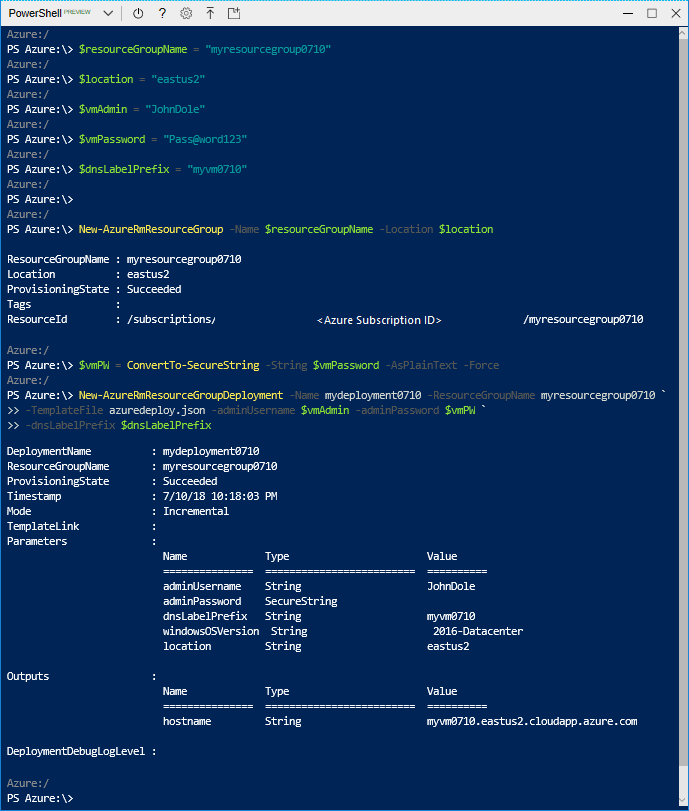 PowerShell PREVIEW ?
Azure:/
PS Azure:\> $resourceGroupName = "myresourcegroup0710"
Azure:/
PS Azure:\> $location = "eastus2"
Azure:/
PS Azure:\> $vmAdmin = "JohnDole"
Azure:/
PS Azure:\> $vmPassword = "Pass@word123"
Azure:/
PS Azure:\> $dnsLabelPrefix = "myvm0710"
Azure:/
PS Azure:\>
Azure:/
PS Azure:\> New-AzureRmResourceGroup -Name $resourceGroupName -Location $location
ResourceGroupName : myresourcegroup0710
Location : eastus2
ProvisioningState : Succeeded
Tags :
ResourceId : /subscriptions/ <Azure Subscription ID> /myresourcegroup0710
Azure:/
PS Azure:\> $vmPW = ConvertTo-SecureString -String $vmPassword -AsPlainText -Force
Azure:/
PS Azure:\> New-AzureRmResourceGroupDeployment -Name mydeployment0710 -ResourceGroupName myresourcegroup0710 `
>> -TemplateFile azuredeploy.json -adminUsername $vmAdmin -adminPassword $vmPW `
>> -dnsLabelPrefix $dnsLabelPrefix
DeploymentName : mydeployment0710
ResourceGroupName : myresourcegroup0710
ProvisioningState : Succeeded
Timestamp : 7/10/18 10:18:03 PM
Mode : Incremental
TemplateLink :
Parameters :
Name Type Value
=============== ========================= ==========
adminUsername String JohnDole
adminPassword SecureString
dnsLabelPrefix String myvm0710
windowsOSVersion String 2016-Datacenter
location String eastus2
Outputs :
Name Type Value
=============== ========================= ==========
hostname String myvm0710.eastus2.cloudapp.azure.com
DeploymentDebugLogLevel :
Azure:/
PS Azure:\>